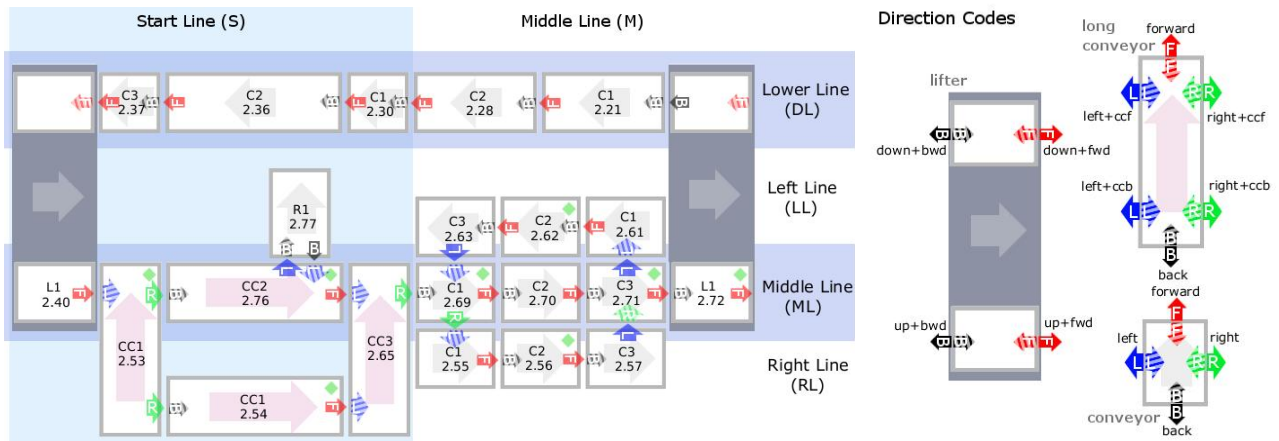 Start Line (S)
Middle Line (M)
Direction Codes
C3
2.37
C2
2.36
C1
2.30
C2
2.28
C1
2.21
B
Lower Line
(DL)
R1
2.77
B
B
C3
2.63
C2
2.62
C1
2.61
Left Line
(LL)
L1
2.40
F
R
CC2
2.76
F
R
C1
2.69
F
C2
2.70
F
C3
2.71
F
L1
2.72
F
Middle Line
(ML)
CC1
2.53
CC3
2.65
R
C1
2.55
F
C2
2.56
F
C3
2.57
Right Line
(RL)
R
CC1
2.54
F
lifter
B
B
F
F
down+bwd
down+fwd
up+bwd
up+fwd
B
B
F
F
long
conveyor
forward
F
F
L
L
R
R
left+ccf
right+ccf
left+ccb
right+ccb
L
L
R
R
B
B
back
forward
F
F
left
right
L
L
R
R
B
B
conveyor
back